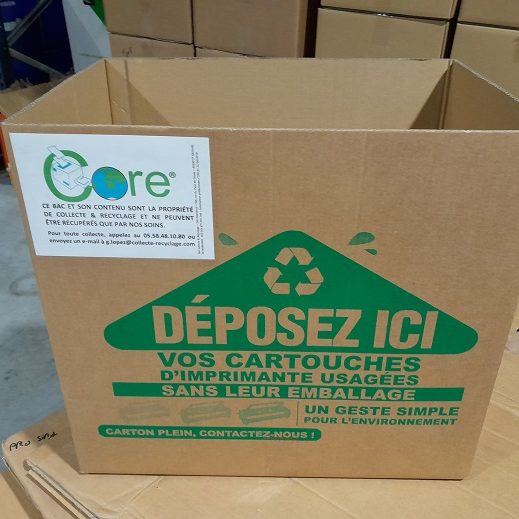 Core®
CE BAC ET SON CONTENU SONT LA PROPRIÉTÉ
DE COLLECTE & RECYCLAGE ET NE PEUVENT
ÊTRE RÉCUPÉRÉS QUE PAR NOS SOINS.
Pour toute collecte, appelez au 05.58.48.10.80 ou
envoyez un e-mail à g.lopez@collecte-recyclage.com
DÉPOSEZ ICI
VOS CARTOUCHES
D'IMPRIMANTE USAGÉES
SANS LEUR EMBALLAGE
UN GESTE SIMPLE
POUR L'ENVIRONNEMENT
CARTON PLEIN, CONTACTEZ-NOUS !